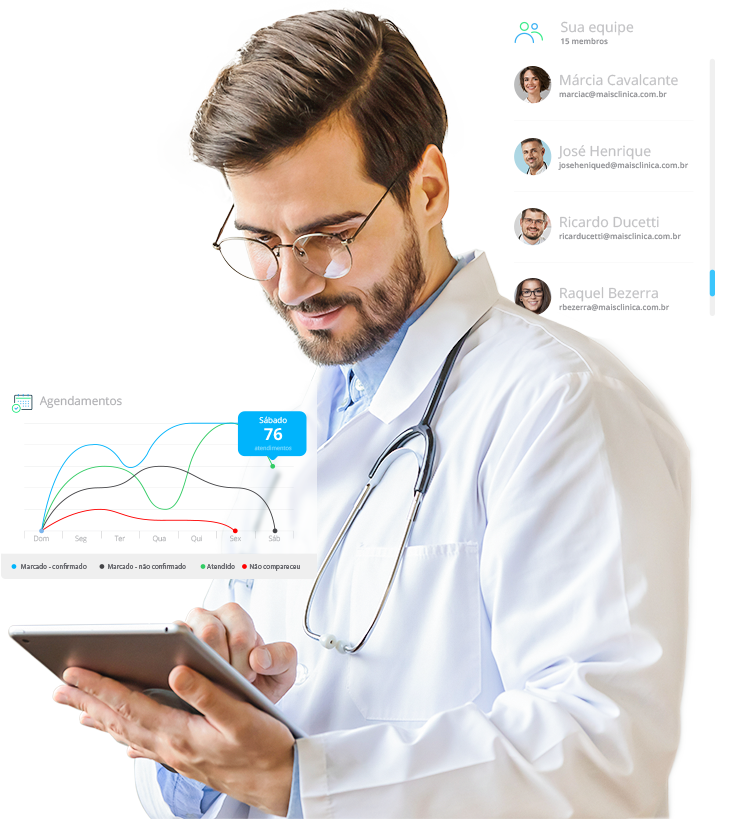 Sua equipe
15 membros
Márcia Cavalcante
marciac@maisclinica.com.br
José Henrique
joseheniqued@maisclinica.com.br
Ricardo Ducetti
ricarducetti@maisclinica.com.br
Raquel Bezerra
rbezerra@maisclinica.com.br
Agendamentos
Sábado
76
atendimentos
Dom Seg Ter Qua Qui Sex Sáb
Marcado - confirmado Marcado - não confirmado Atendido Não compareceu